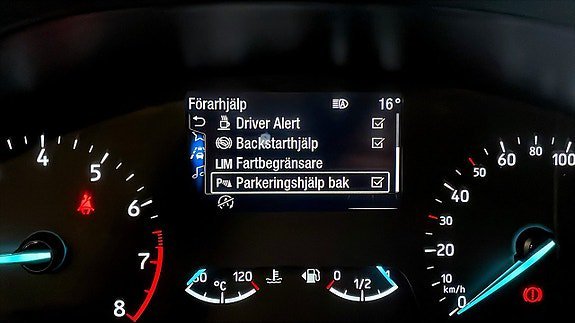 Förarhjälp 16°
Driver Alert
Backstarthjälp
LIM Fartbegränsare
P Parkeringshjälp bak
4 5 6 7 8
60 120
°C
0 1/2 1
0 10 20 30 40 50 60 80 100
km/h